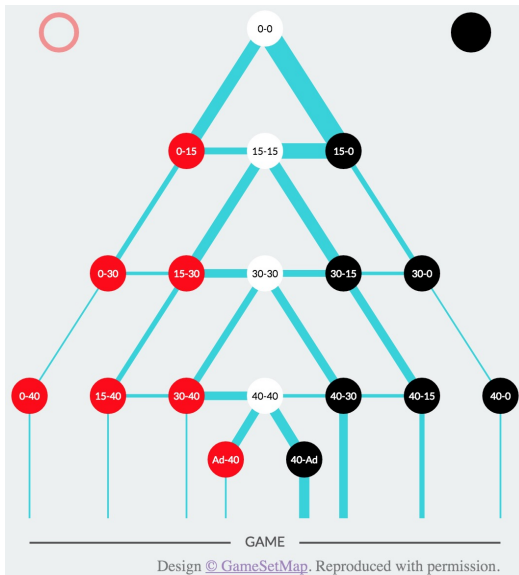 0-0
0-15 15-15 15-0
0-30 15-30 30-30 30-15 30-0
0-40 15-40 30-40 40-40 40-30 40-15 40-0
Ad-40 40-Ad
GAME
Design © GameSetMap. Reproduced with permission.